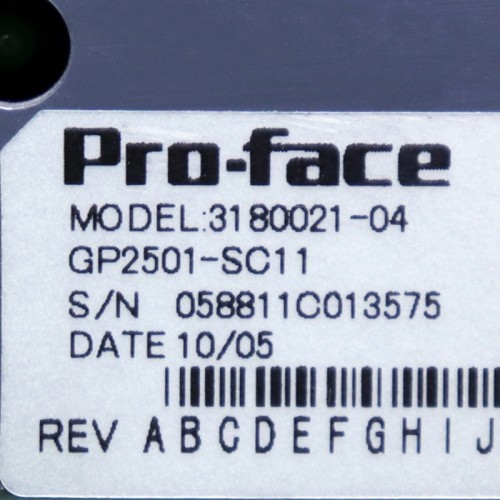 Pro-face
MODEL:3180021-04
GP2501-SC11
S/N 058811C013575
DATE 10/05
REV A B C D E F G H I J